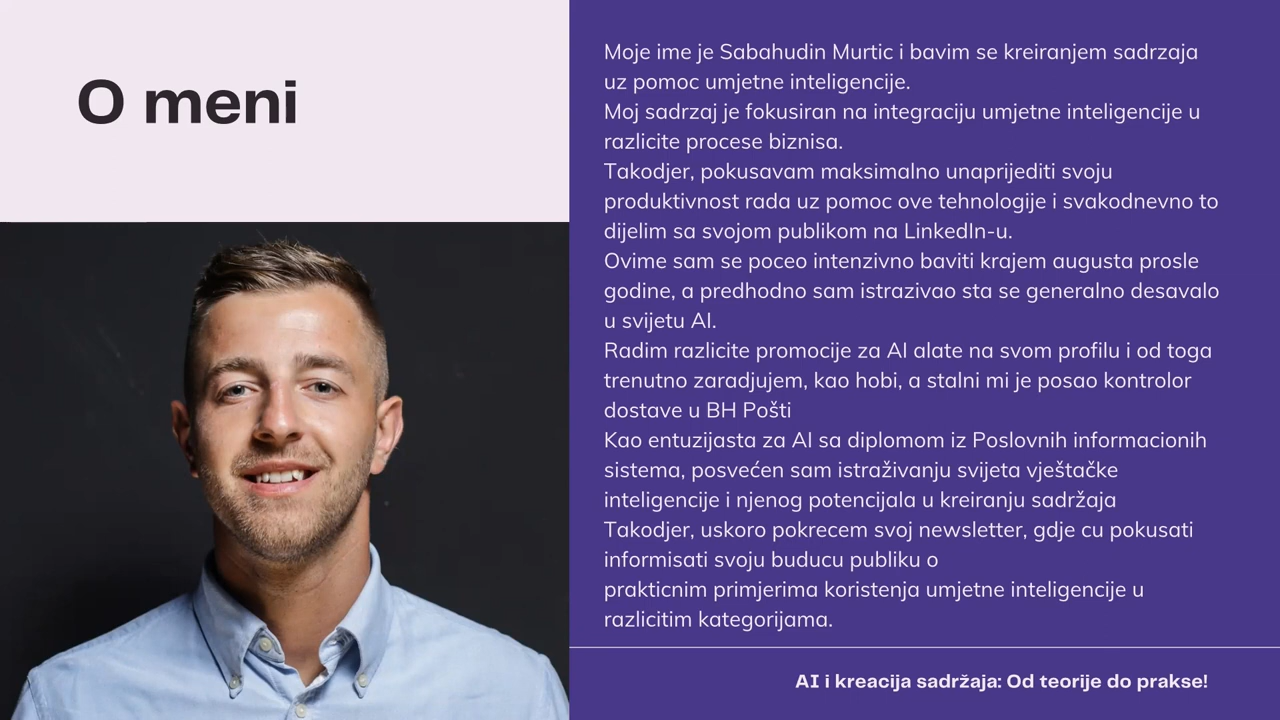 O meni
Moje ime je Sabahudin Murtic i bavim se kreiranjem sadrzaja
uz pomoc umjetne inteligencije.
Moj sadrzaj je fokusiran na integraciju umjetne inteligencije u
razlicite procese biznisa.
Takodjer, pokusavam maksimalno unaprijediti svoju
produktivnost rada uz pomoc ove tehnologije i svakodnevno to
dijelim sa svojom publikom na LinkedIn-u.
Ovime sam se poceo intenzivno baviti krajem augusta prosle
godine, a predhodno sam istrazivao sta se generalno desavalo
u svijetu AI.
Radim razlicite promocije za AI alate na svom profilu i od toga
trenutno zaradjujem, kao hobi, a stalni mi je posao kontrolor
dostave u BH Pošti
Kao entuzijasta za AI sa diplomom iz Poslovnih informacionih
sistema, posvećen sam istraživanju svijeta vještačke
inteligencije i njenog potencijala u kreiranju sadržaja
Takodjer, uskoro pokrecem svoj newsletter, gdje cu pokusati
informisati svoju buducu publiku o
prakticnim primjerima koristenja umjetne inteligencije u
razlicitim kategorijama.
AI i kreacija sadržaja: Od teorije do prakse!